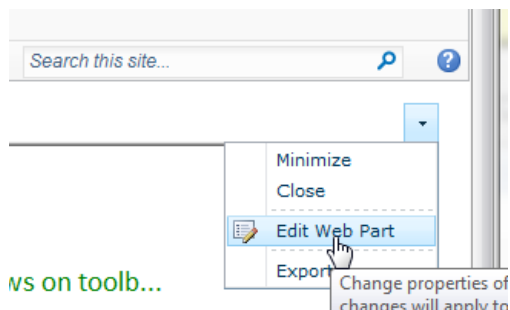 Search this site...
Minimize
Close
Edit Web Part
Export
Change properties of
changes will apply to
ws on toolb...